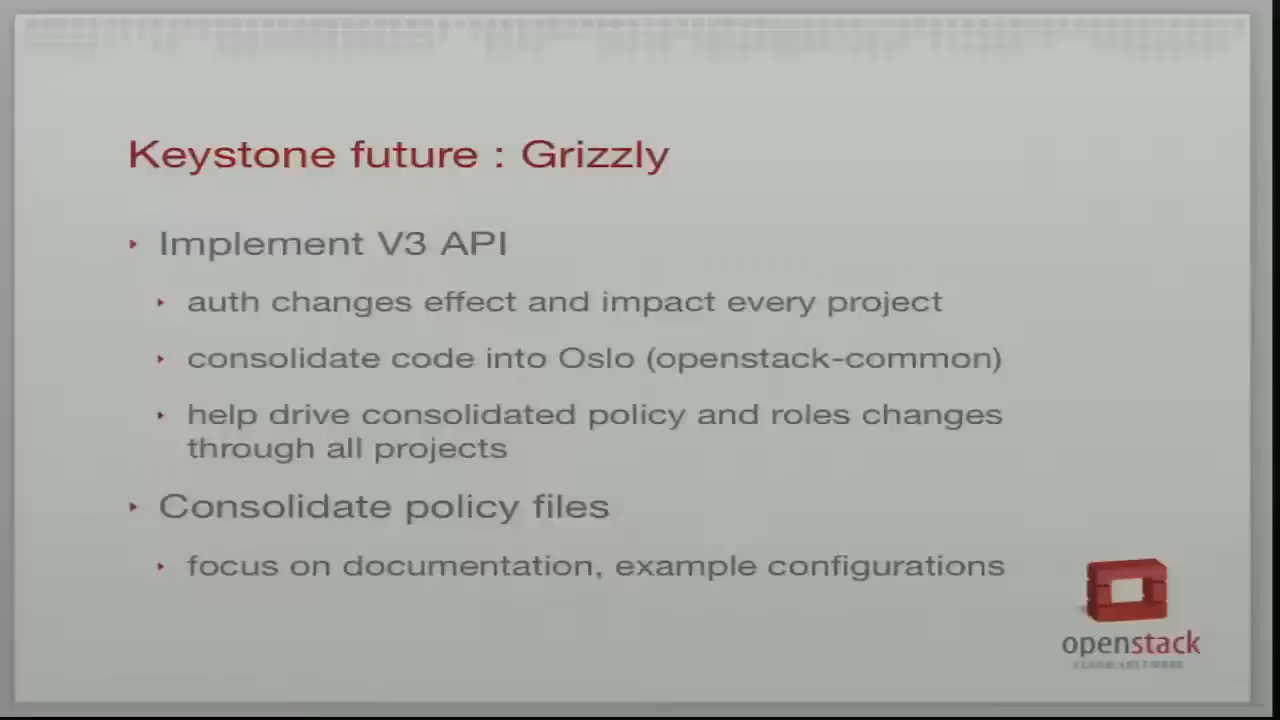 Keystone future : Grizzly
‣ Implement V3 API
‣ auth changes effect and impact every project
‣ consolidate code into Oslo (openstack-common)
‣ help drive consolidated policy and roles changes
through all projects
‣ Consolidate policy files
‣ focus on documentation, example configurations
openstack
CLOUD SOFTWARE